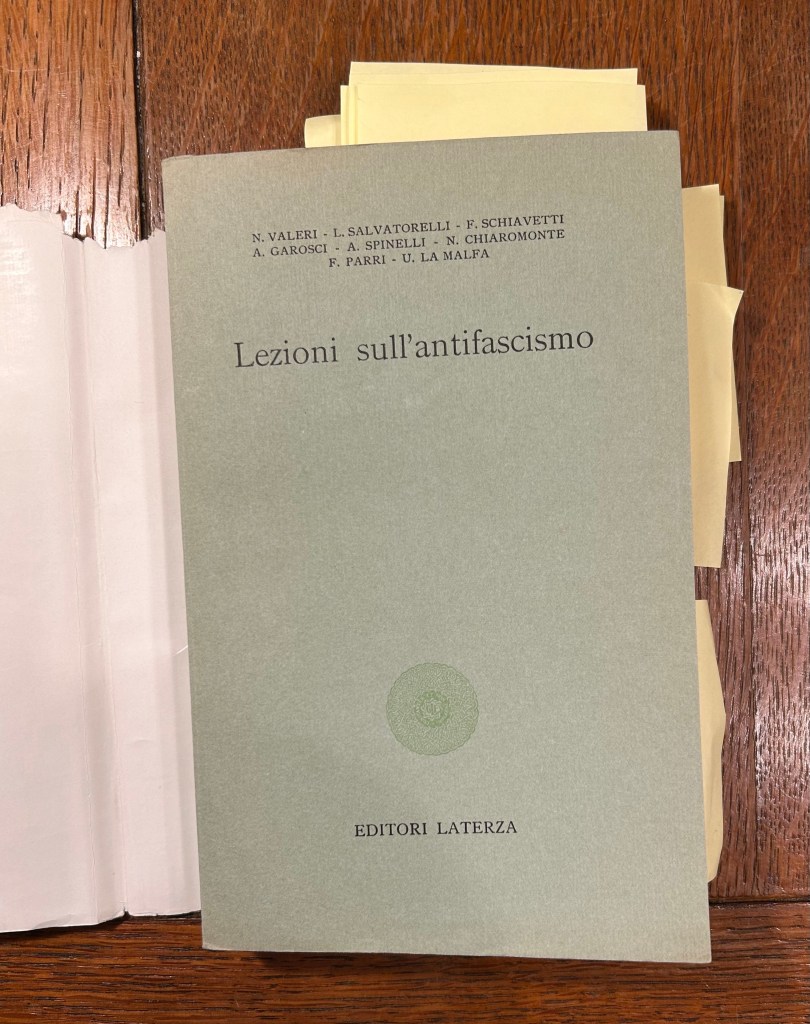 N. VALERI - L. SALVATORELLI - F. SCHIAVETTI
A. GAROSCI - A. SPINELLI - N. CHIAROMONTE
F. PARRI - U. LA MALFA
Lezioni sull'antifascismo
EDITORI LATERZA